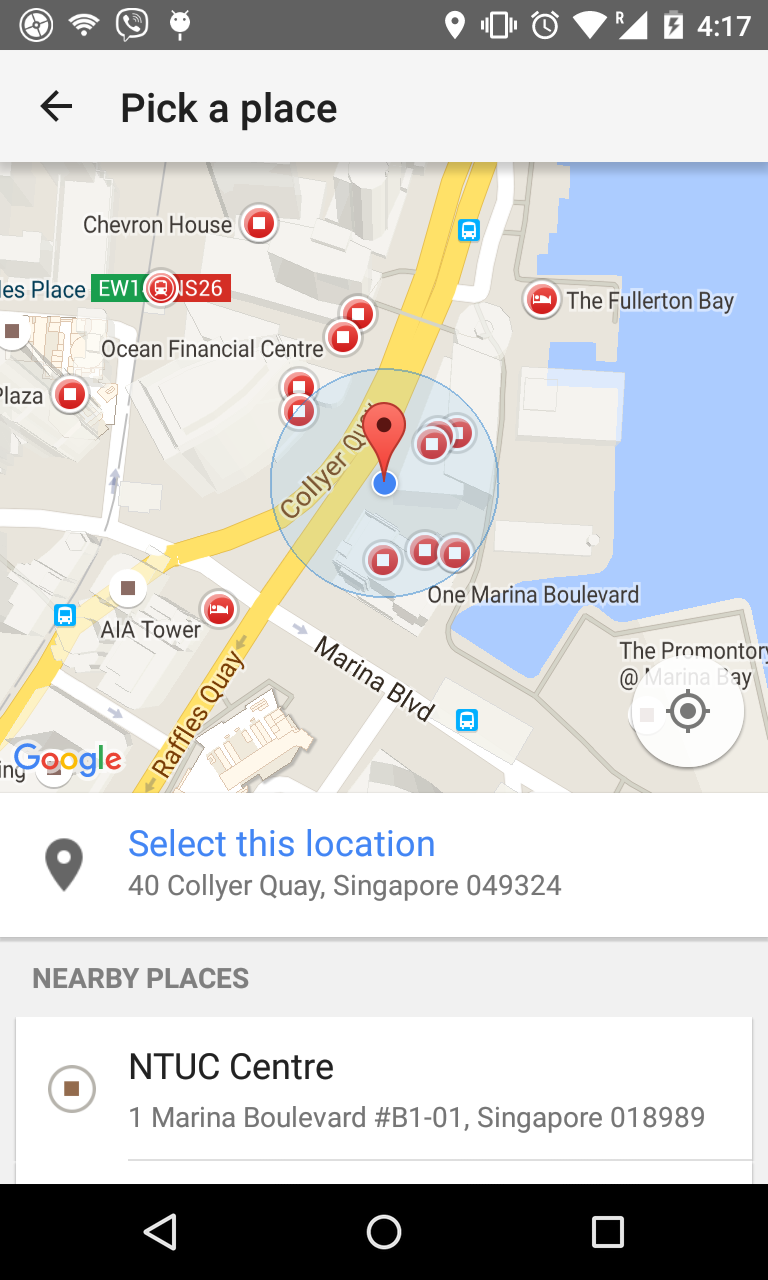 R 4:17
Pick a place
Chevron House
les Place EW1 NS26
The Fullerton Bay
Ocean Financial Centre
Plaza
Collyer Quay
One Marina Boulevard
AIA Tower
Marina Blvd
The Promontory
@ Marina Bay
Raffles Quay
Google
ing
Select this location
40 Collyer Quay, Singapore 049324
NEARBY PLACES
NTUC Centre
1 Marina Boulevard #B1-01, Singapore 018989